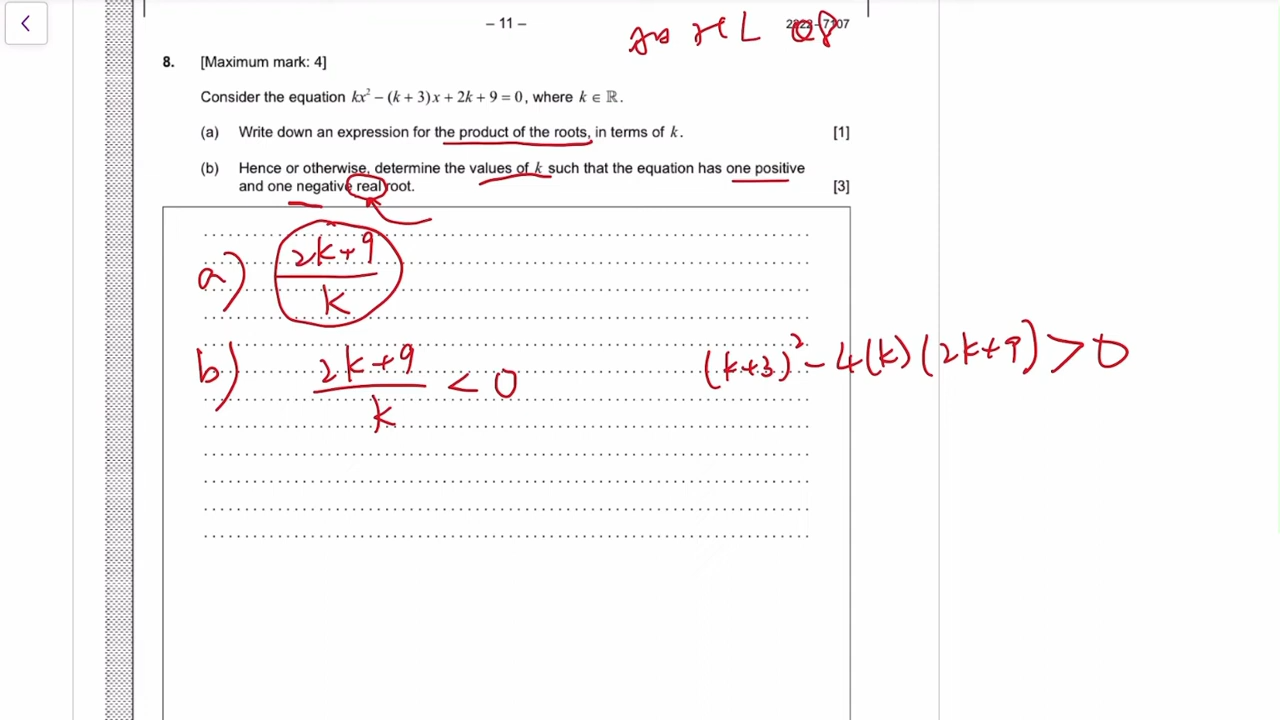 – 11 –
HL Q8
8. [Maximum mark: 4]
Consider the equation kx² – (k + 3)x + 2k + 9 = 0, where k ∈ ℝ.
(a) Write down an expression for the product of the roots, in terms of k. [1]
(b) Hence or otherwise, determine the values of k such that the equation has one positive
and one negative real root. [3]
a) (2k+9)/k
b) (2k+9)/k < 0
(k+3)² – 4(k)(2k+9) > 0